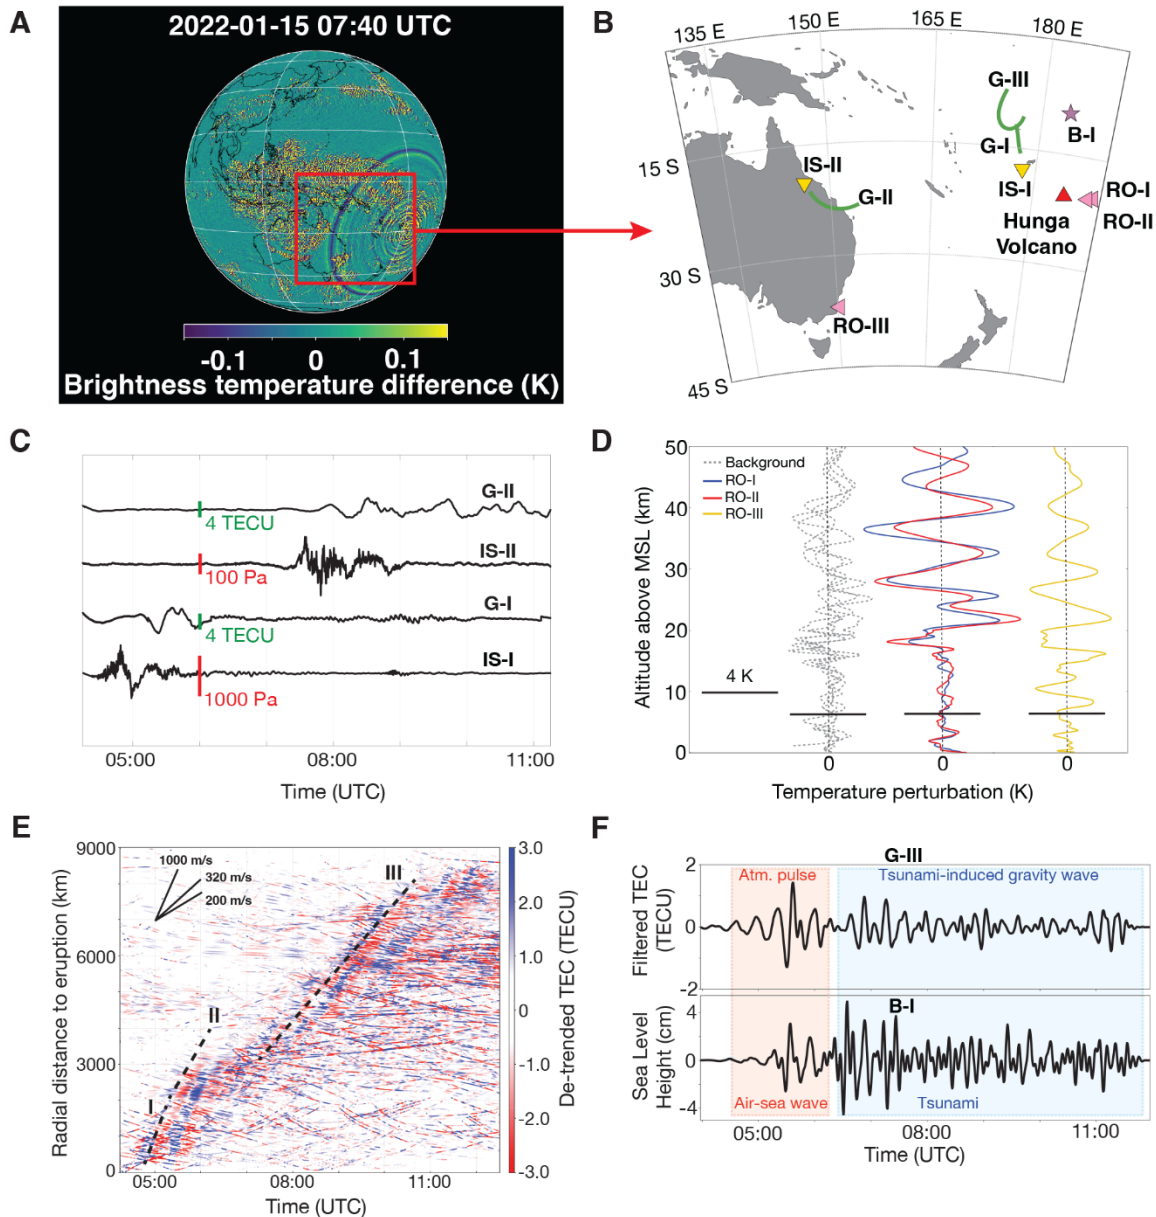 A
2022-01-15 07:40 UTC
-0.1 0 0.1
Brightness temperature difference (K)
B
135 E 150 E 165 E 180 E
G-III
B-I
G-I
15 S
IS-II
IS-I
G-II
RO-I
RO-II
Hunga
Volcano
30 S
RO-III
45 S
C
G-II
4 TECU
IS-II
100 Pa
G-I
4 TECU
IS-I
1000 Pa
05:00 08:00 11:00
Time (UTC)
D
Altitude above MSL (km)
50
40
30
20
10
0
Background
RO-I
RO-II
RO-III
4 K
0 0 0
Temperature perturbation (K)
E
Radial distance to eruption (km)
9000
6000
3000
0
1000 m/s
320 m/s
200 m/s
I
II
III
05:00 08:00 11:00
Time (UTC)
3.0
2.0
1.0
0
-1.0
-2.0
-3.0
De-trended TEC (TECU)
F
G-III
Filtered TEC
(TECU)
2
0
-2
Atm. pulse
Tsunami-induced gravity wave
B-I
Sea Level
Height (cm)
4
0
-4
Air-sea wave
Tsunami
05:00 08:00 11:00
Time (UTC)